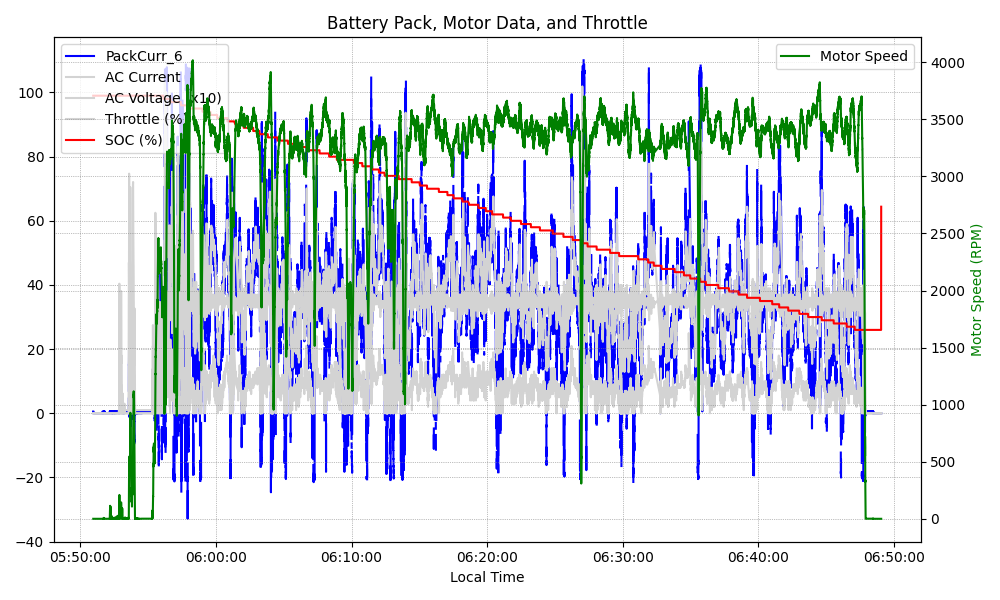 Battery Pack, Motor Data, and Throttle
PackCurr_6
AC Current
AC Voltage (x10)
Throttle (%)
SOC (%)
Motor Speed
100
80
60
40
20
0
−20
−40
4000
3500
3000
2500
2000
1500
1000
500
0
Motor Speed (RPM)
05:50:00
06:00:00
06:10:00
06:20:00
06:30:00
06:40:00
06:50:00
Local Time